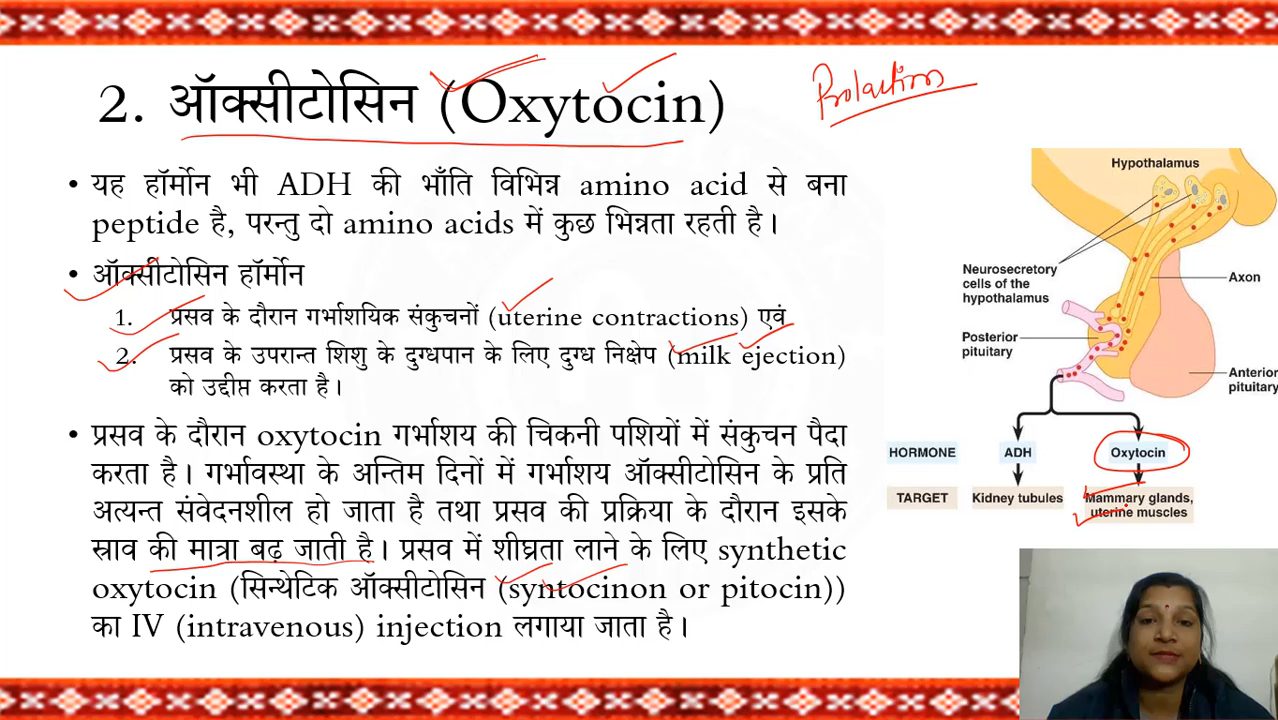 2. ऑक्सीटोसिन (Oxytocin)
Prolactin
• यह हॉर्मोन भी ADH की भाँति विभिन्न amino acid से बना
peptide है, परन्तु दो amino acids में कुछ भिन्नता रहती है।
• ऑक्सीटोसिन हॉर्मोन
1. प्रसव के दौरान गर्भाशयिक संकुचनों (uterine contractions) एवं
2. प्रसव के उपरान्त शिशु के दुग्धपान के लिए दुग्ध निक्षेप (milk ejection)
को उद्दीप्त करता है।
• प्रसव के दौरान oxytocin गर्भाशय की चिकनी पशियों में संकुचन पैदा
करता है। गर्भावस्था के अन्तिम दिनों में गर्भाशय ऑक्सीटोसिन के प्रति
अत्यन्त संवेदनशील हो जाता है तथा प्रसव की प्रक्रिया के दौरान इसके
स्राव की मात्रा बढ़ जाती है। प्रसव में शीघ्रता लाने के लिए synthetic
oxytocin (सिन्थेटिक ऑक्सीटोसिन (syntocinon or pitocin))
का IV (intravenous) injection लगाया जाता है।
Hypothalamus
Neurosecretory
cells of the
hypothalamus
Axon
Posterior
pituitary
Anterior
pituitary
HORMONE ADH Oxytocin
TARGET Kidney tubules Mammary glands,
uterine muscles